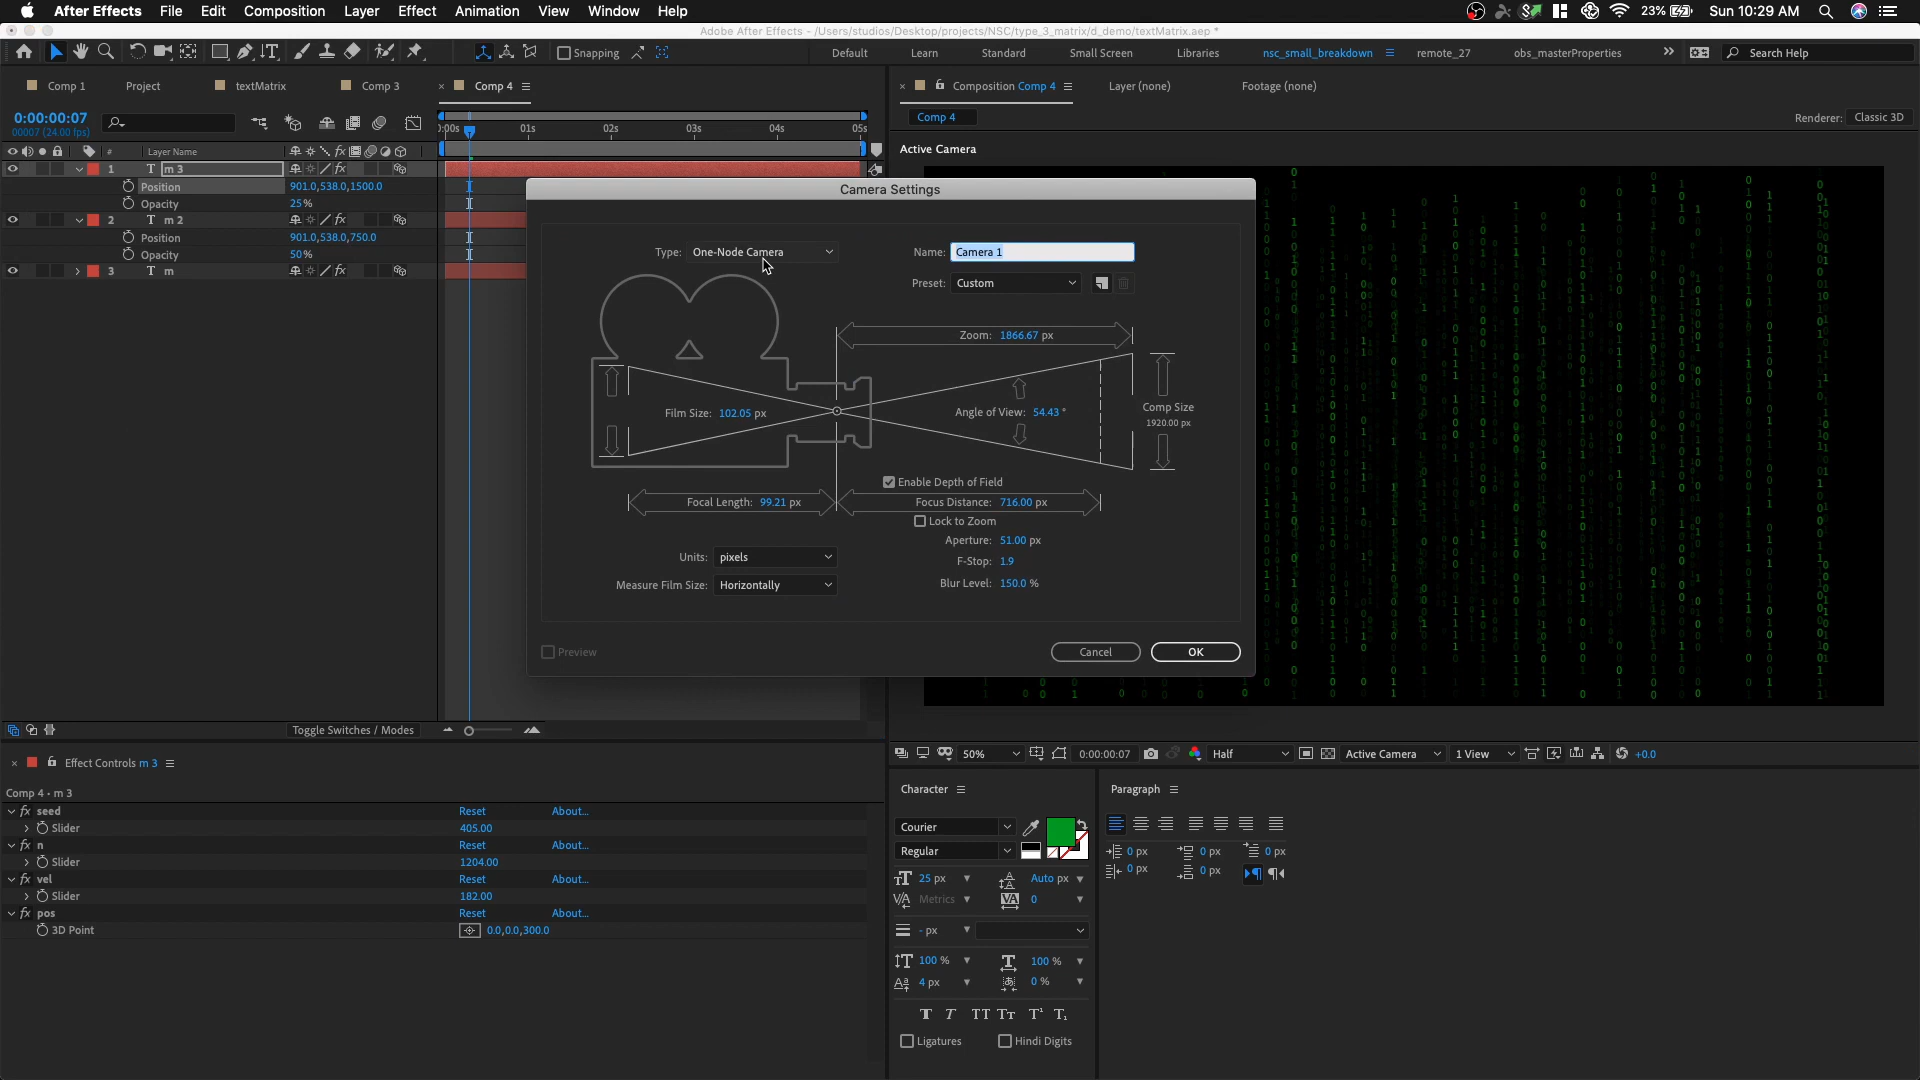 After Effects File Edit Composition Layer Effect Animation View Window Help 23% Sun 10:29 AM
Adobe After Effects - /Users/studios/Desktop/projects/NSC/type_3_matrix/d_demo/textMatrix.aep *
Snapping Default Learn Standard Small Screen Libraries nsc_small_breakdown remote_27 obs_masterProperties Search Help
Comp 1 Project textMatrix Comp 3 Comp 4 Composition Comp 4 Layer (none) Footage (none)
0:00:00:07
00007 (24.00 fps)
):00s 01s 02s 03s 04s 05s
Comp 4 Renderer: Classic 3D
# Layer Name
Active Camera
1 T m 3
Position 901.0,538.0,1500.0
Opacity 25%
2 T m 2
Position 901.0,538.0,750.0
Opacity 50%
3 T m
Camera Settings
Type: One-Node Camera Name: Camera 1
Preset: Custom
Zoom: 1866.67 px
Film Size: 102.05 px Angle of View: 54.43 °
Comp Size
1920.00 px
Enable Depth of Field
Focal Length: 99.21 px Focus Distance: 716.00 px
Lock to Zoom
Aperture: 51.00 px
Units: pixels F-Stop: 1.9
Measure Film Size: Horizontally Blur Level: 150.0 %
Preview Cancel OK
Toggle Switches / Modes
50% 0:00:00:07 Half Active Camera 1 View +0.0
Effect Controls m 3
Comp 4 • m 3
fx seed Reset About...
Slider 405.00
fx n Reset About...
Slider 1204.00
fx vel Reset About...
Slider 182.00
fx pos Reset About...
3D Point 0.0,0.0,300.0
Character Paragraph
Courier
Regular
25 px Auto px
Metrics 0
- px
100 % 100 %
4 px 0 %
T T TT Tt T¹ T₁
Ligatures Hindi Digits
0 px 0 px 0 px
0 px 0 px